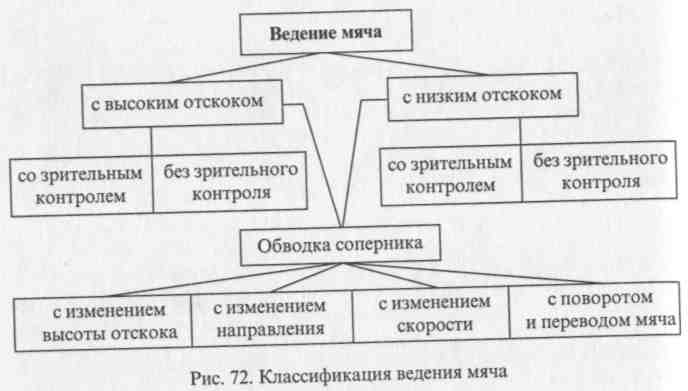 Ведение мяча
с высоким отскоком
с низким отскоком
со зрительным
контролем
без зрительного
контроля
со зрительным
контролем
без зрительного
контроля
Обводка соперника
с изменением
высоты отскока
с изменением
направления
с изменением
скорости
с поворотом
и переводом мяча
Рис. 72. Классификация ведения мяча